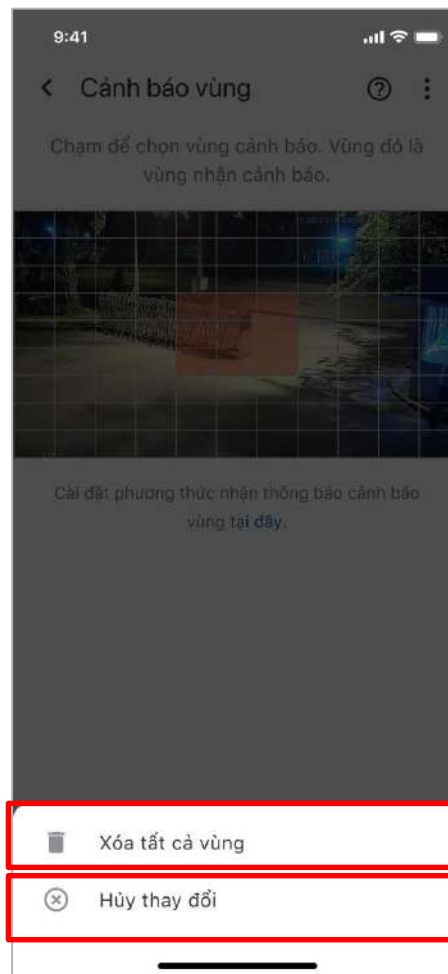 9:41
Cảnh báo vùng
Chạm để chọn vùng cảnh báo. Vùng đó là
vùng nhận cảnh báo.
Cài đặt phương thức nhận thông báo cảnh báo
vùng tại đây.
Xóa tất cả vùng
Hủy thay đổi